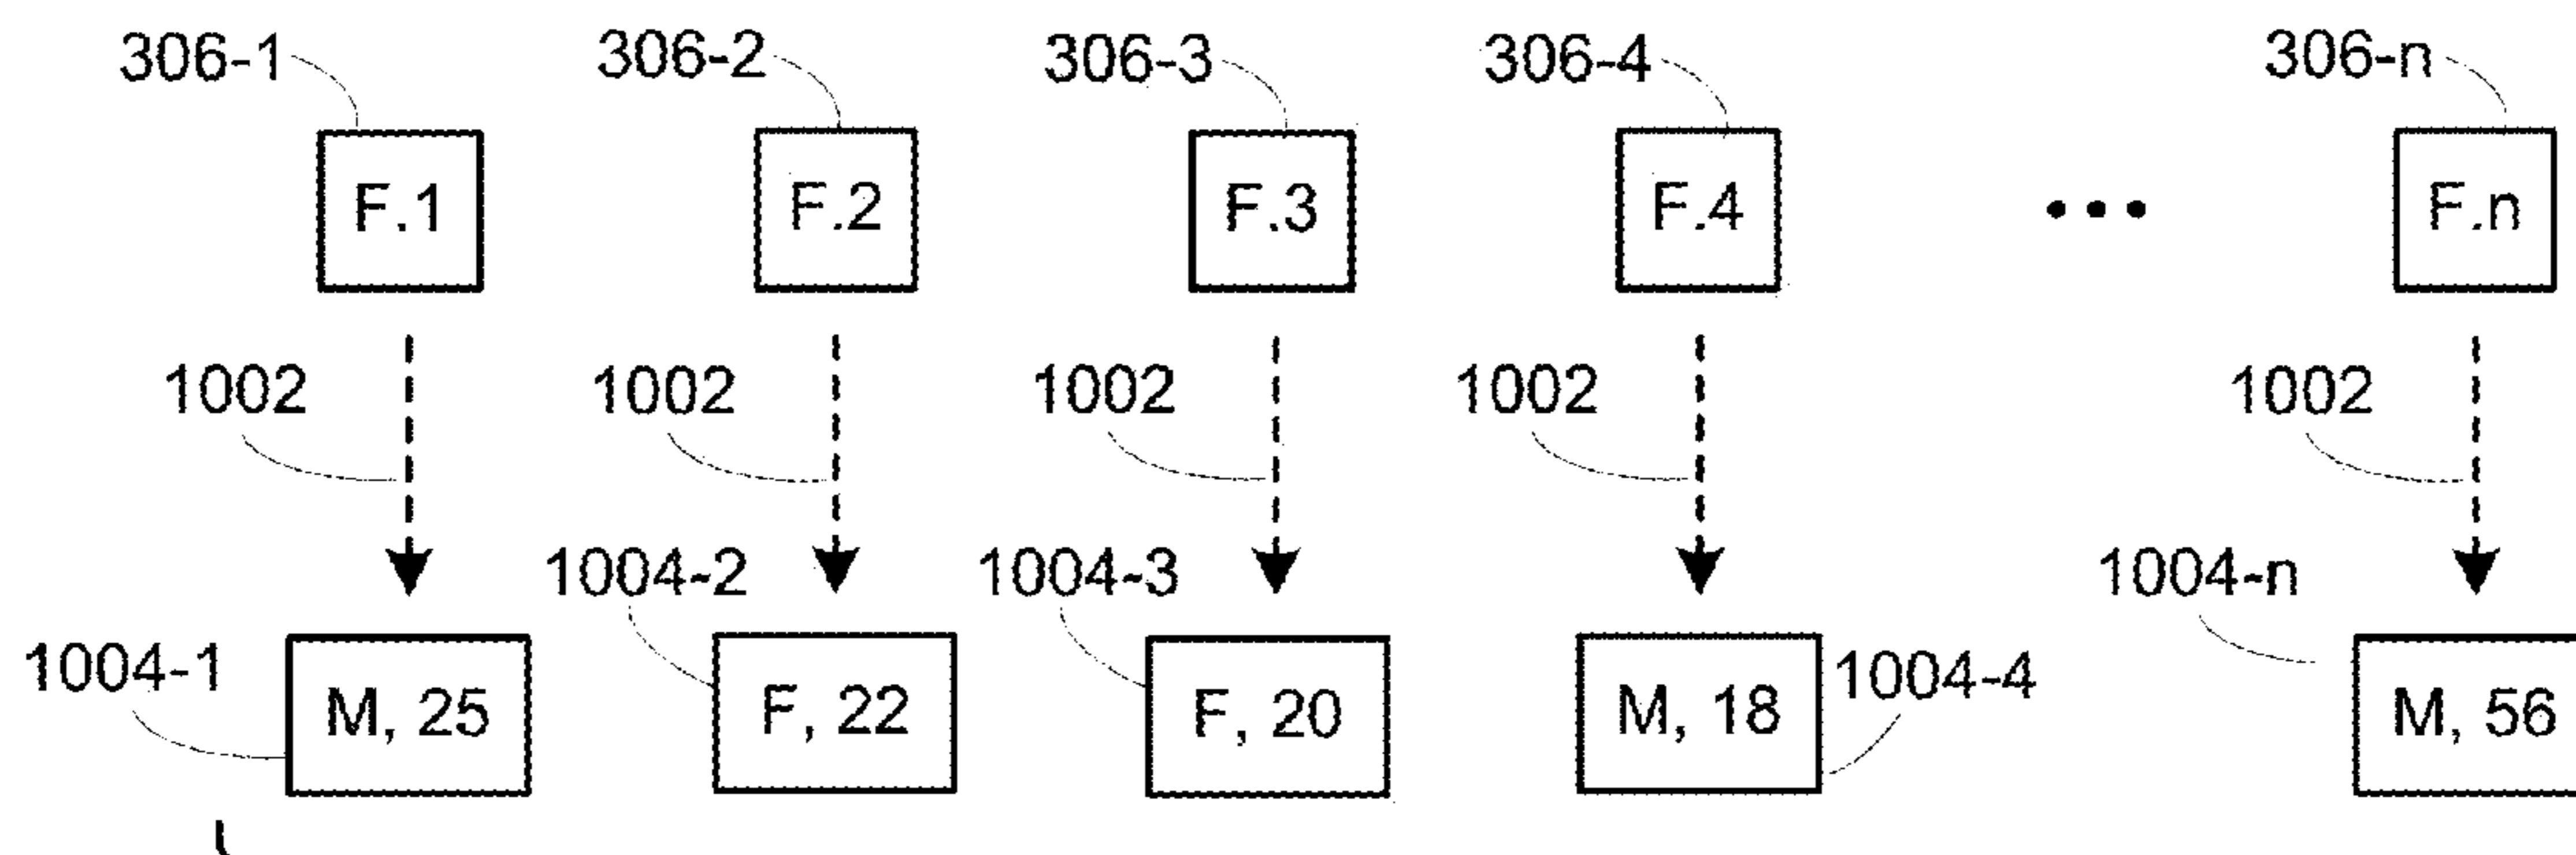 306-1 306-2 306-3 306-4 306-n
F.1 F.2 F.3 F.4 ... F.n
1002 1002 1002 1002 1002
1004-2 1004-3 1004-n
1004-1 1004-4
M, 25 F, 22 F, 20 M, 18 M, 56